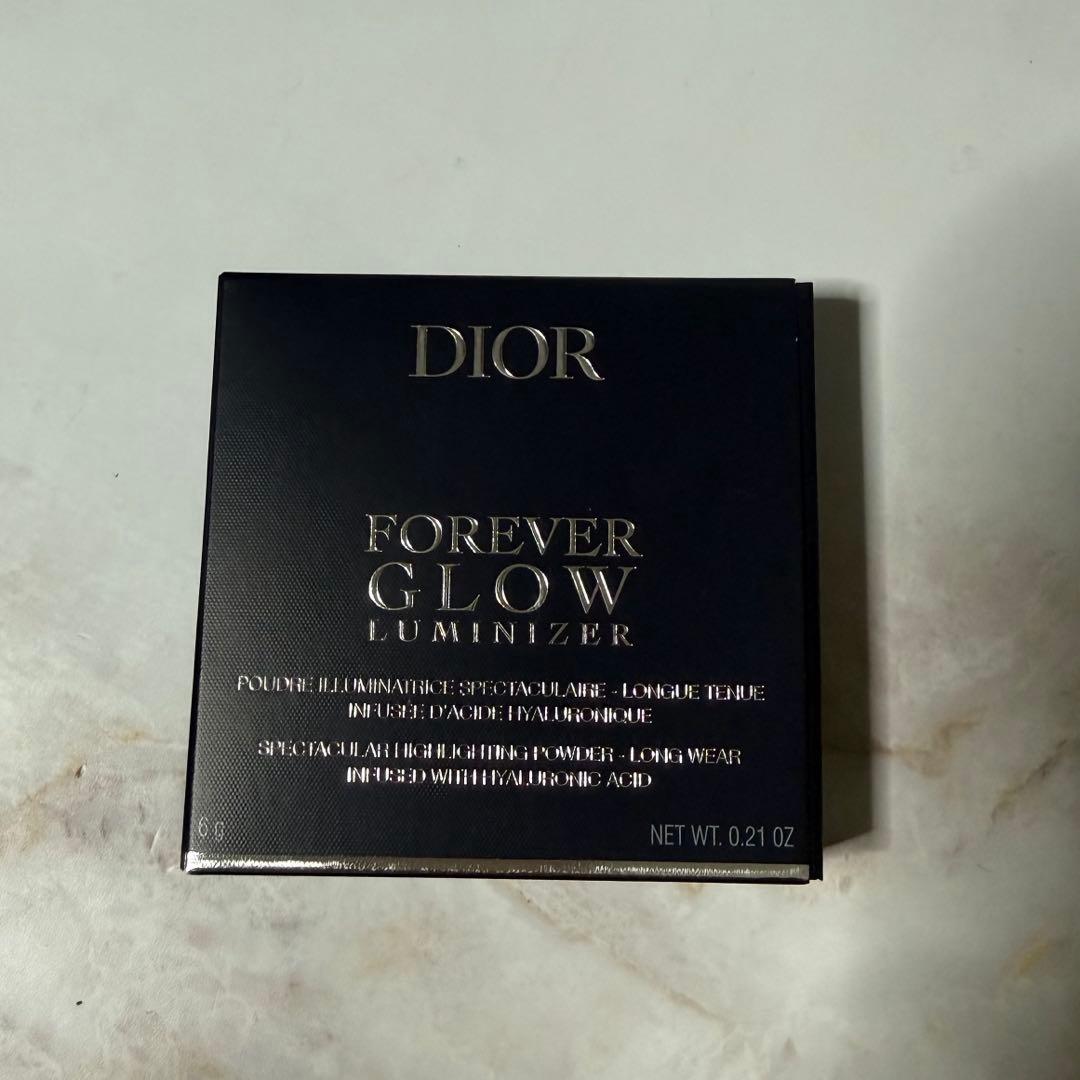 DIOR
FOREVER
GLOW
LUMINIZER
POUDRE ILLUMINATRICE SPECTACULAIRE - LONGUE TENUE
INFUSÉE D'ACIDE HYALURONIQUE
SPECTACULAR HIGHLIGHTING POWDER - LONG WEAR
INFUSED WITH HYALURONIC ACID
6 g NET WT. 0.21 OZ